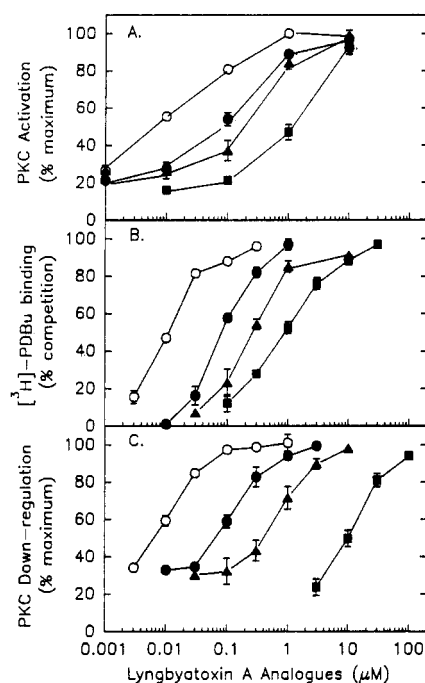 A.
PKC Activation
(% maximum)
100
80
60
40
20
0
B.
[³H]-PDBu binding
(% competition)
100
80
60
40
20
0
C.
PKC Down-regulation
(% maximum)
100
80
60
40
20
0
0.001 0.01 0.1 1 10 100
Lyngbyatoxin A Analogues (μM)